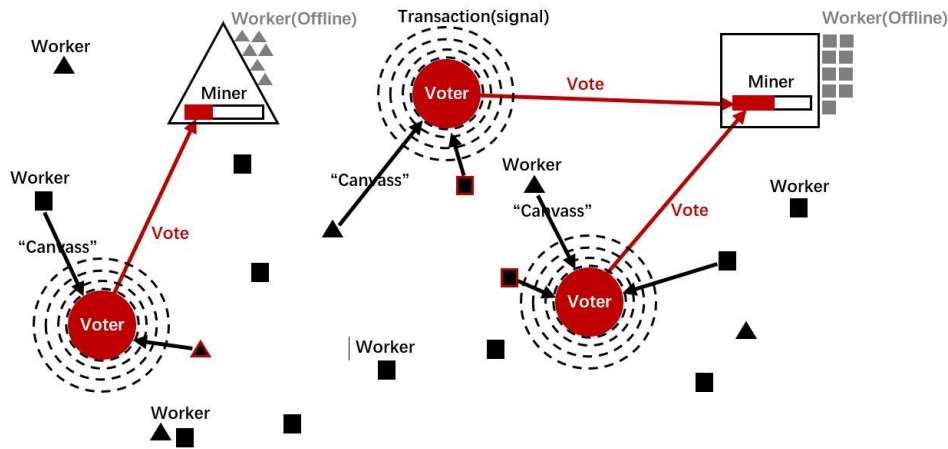 Worker(Offline)
Transaction(signal)
Worker(Offline)
Worker
Miner
Voter
Vote
Miner
Worker
“Canvass”
Worker
Worker
“Canvass”
Vote
Vote
“Canvass”
Voter
Voter
Worker
Worker